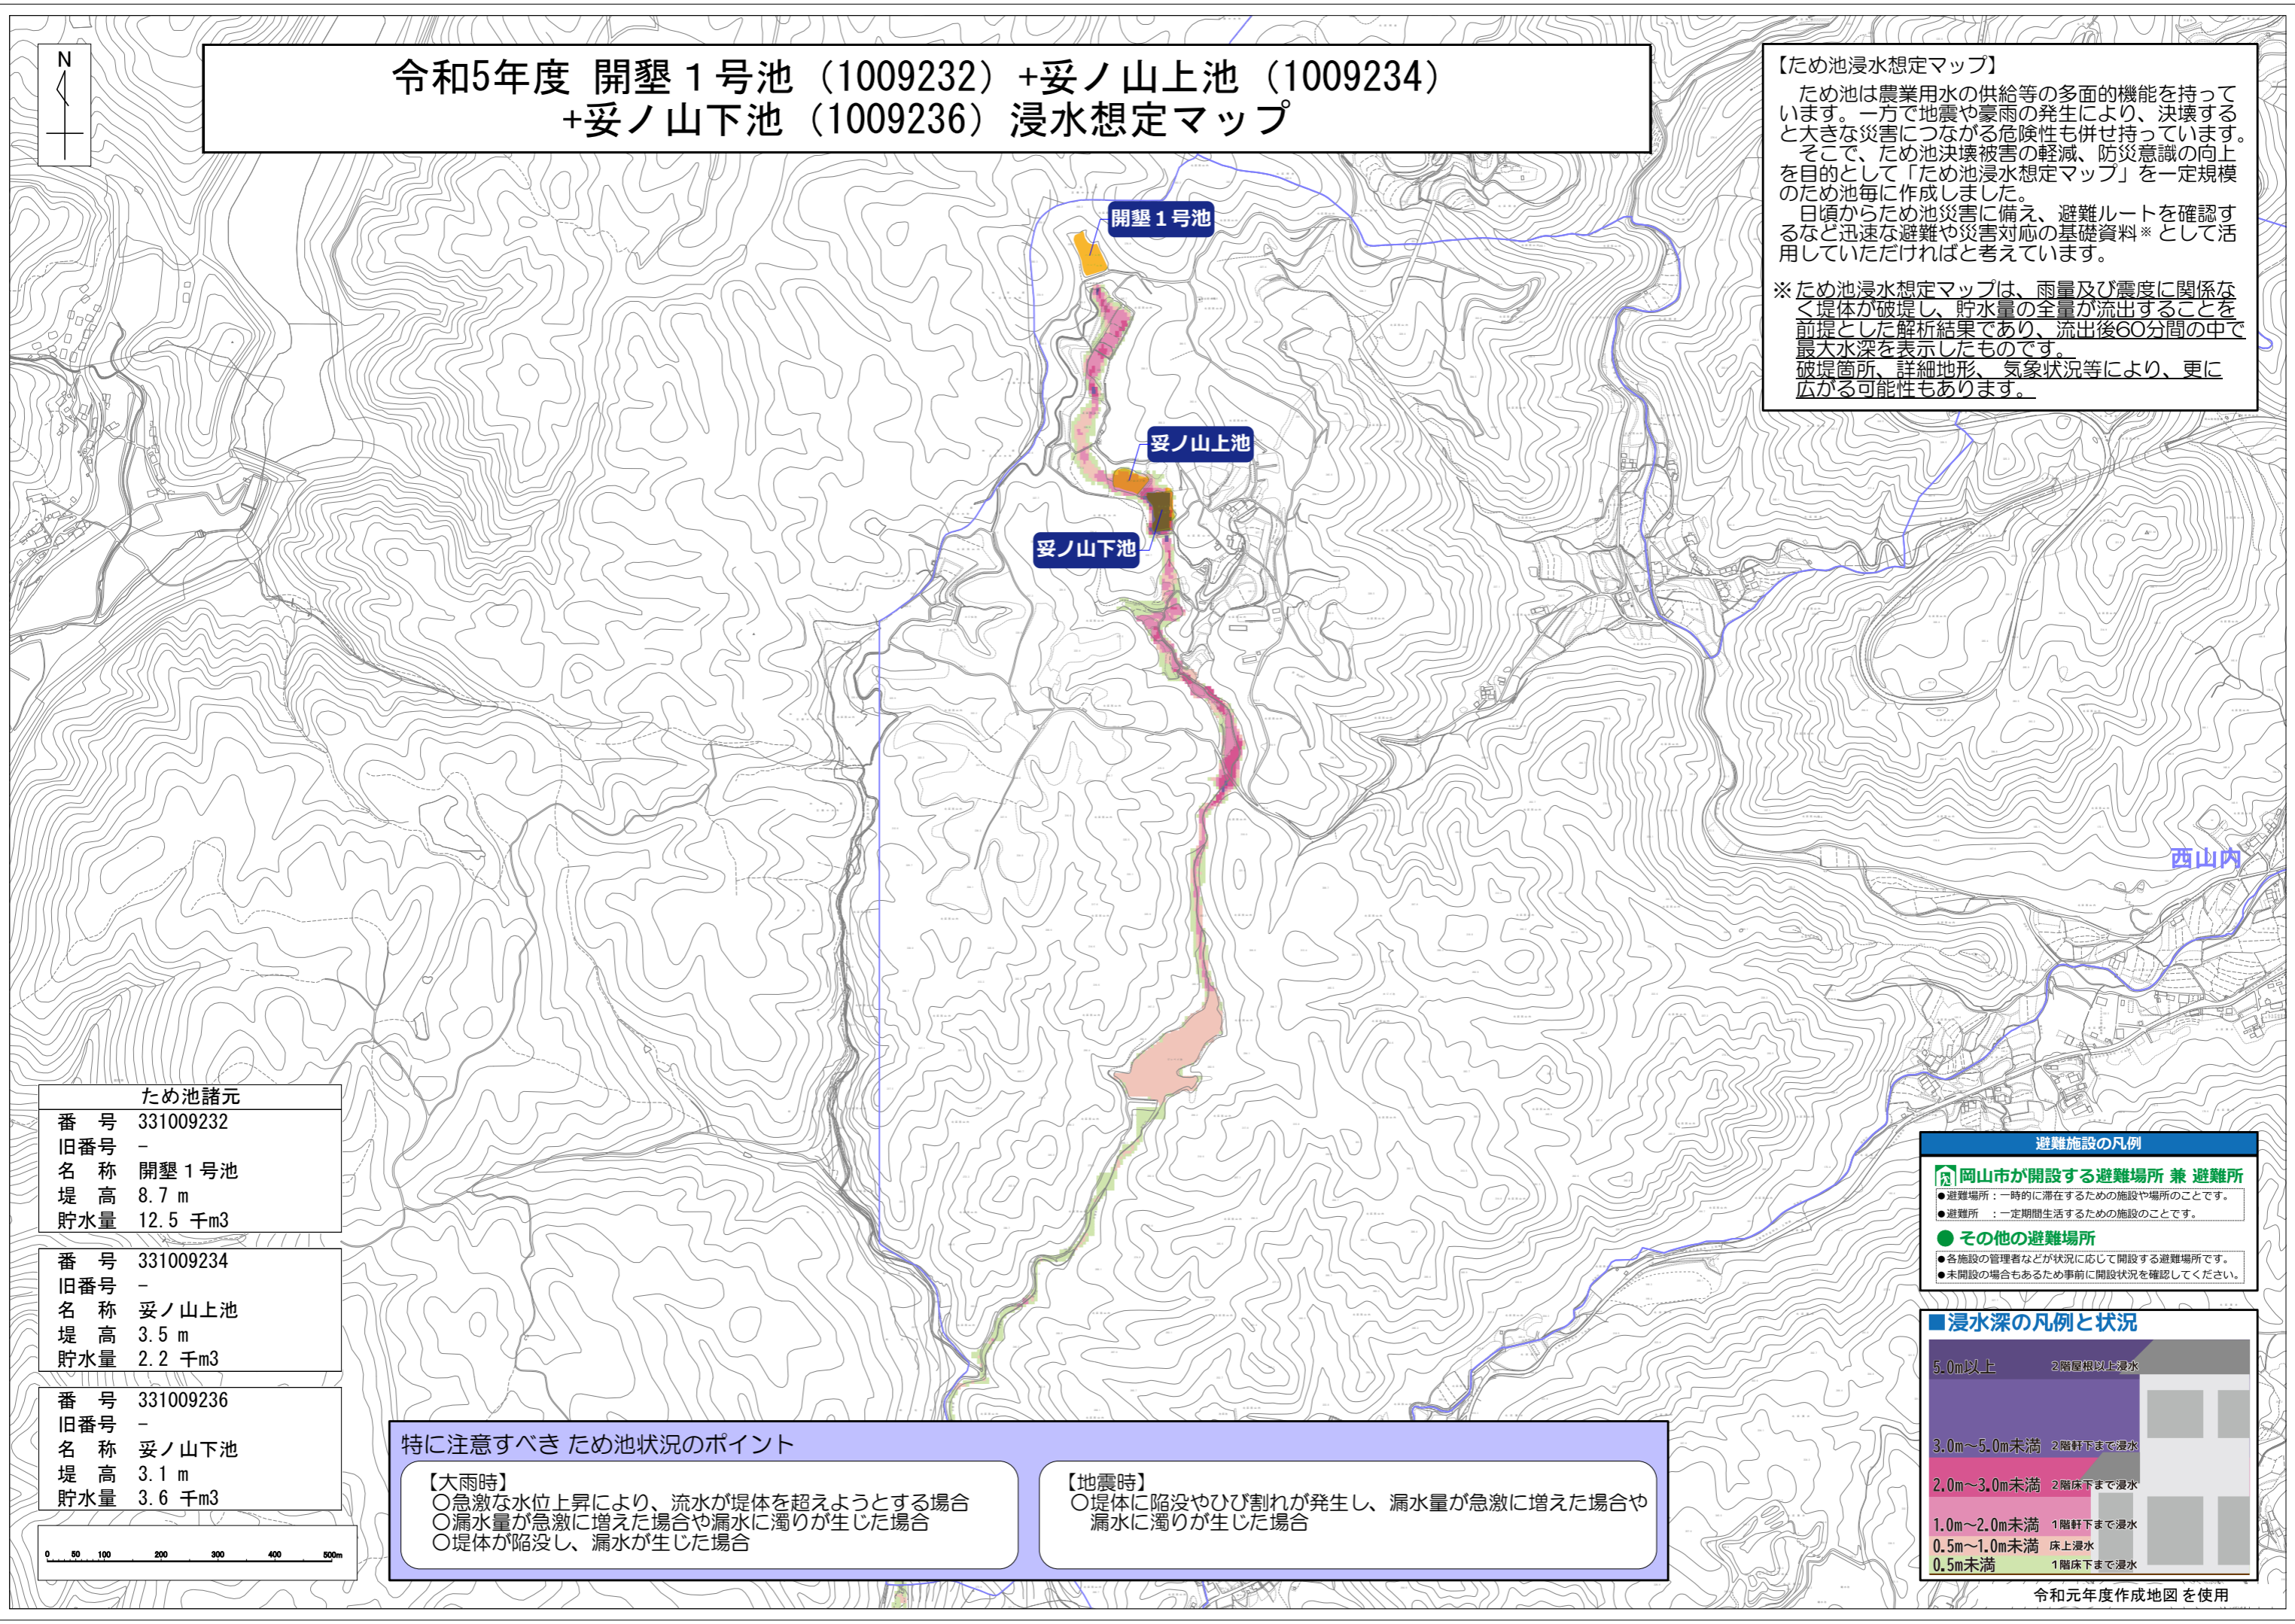 N
令和5年度 開墾１号池（1009232）+妥ノ山上池（1009234）
+妥ノ山下池（1009236）浸水想定マップ
【ため池浸水想定マップ】
　ため池は農業用水の供給等の多面的機能を持って
います。一方で地震や豪雨の発生により、決壊する
と大きな災害につながる危険性も併せ持っています。
　そこで、ため池決壊被害の軽減、防災意識の向上
を目的として「ため池浸水想定マップ」を一定規模
のため池毎に作成しました。
　日頃からため池災害に備え、避難ルートを確認す
るなど迅速な避難や災害対応の基礎資料※として活
用していただければと考えています。
※ため池浸水想定マップは、雨量及び震度に関係な
く堤体が破堤し、貯水量の全量が流出することを
前提とした解析結果であり、流出後60分間の中で
最大水深を表示したものです。
破堤箇所、詳細地形、 気象状況等により、更に
広がる可能性もあります。
開墾１号池
妥ノ山上池
妥ノ山下池
西山内
ため池諸元
番　号　331009232
旧番号　-
名　称　開墾１号池
堤　高　8.7 m
貯水量　12.5 千m3
番　号　331009234
旧番号　-
名　称　妥ノ山上池
堤　高　3.5 m
貯水量　2.2 千m3
番　号　331009236
旧番号　-
名　称　妥ノ山下池
堤　高　3.1 m
貯水量　3.6 千m3
0 50 100 200 300 400 500m
特に注意すべき ため池状況のポイント
【大雨時】
○急激な水位上昇により、流水が堤体を超えようとする場合
○漏水量が急激に増えた場合や漏水に濁りが生じた場合
○堤体が陥没し、漏水が生じた場合
【地震時】
○堤体に陥没やひび割れが発生し、漏水量が急激に増えた場合や
漏水に濁りが生じた場合
避難施設の凡例
岡山市が開設する避難場所 兼 避難所
●避難場所：一時的に滞在するための施設や場所のことです。
●避難所　：一定期間生活するための施設のことです。
● その他の避難場所
●各施設の管理者などが状況に応じて開設する避難場所です。
●未開設の場合もあるため事前に開設状況を確認してください。
■浸水深の凡例と状況
5.0m以上　2階屋根以上浸水
3.0m～5.0m未満　2階軒下まで浸水
2.0m～3.0m未満　2階床下まで浸水
1.0m～2.0m未満　1階軒下まで浸水
0.5m～1.0m未満　床上浸水
0.5m未満　1階床下まで浸水
令和元年度作成地図を使用